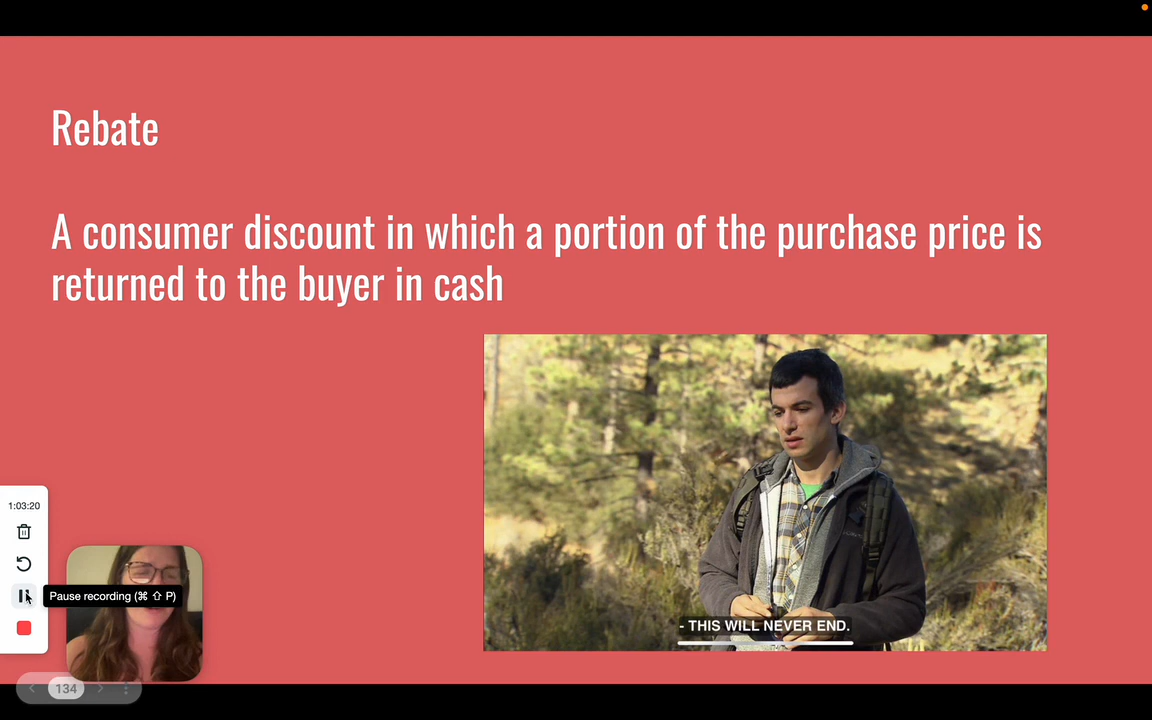 Rebate
A consumer discount in which a portion of the purchase price is
returned to the buyer in cash
- THIS WILL NEVER END.
1:03:20
Pause recording (⌘ ⇧ P)
134